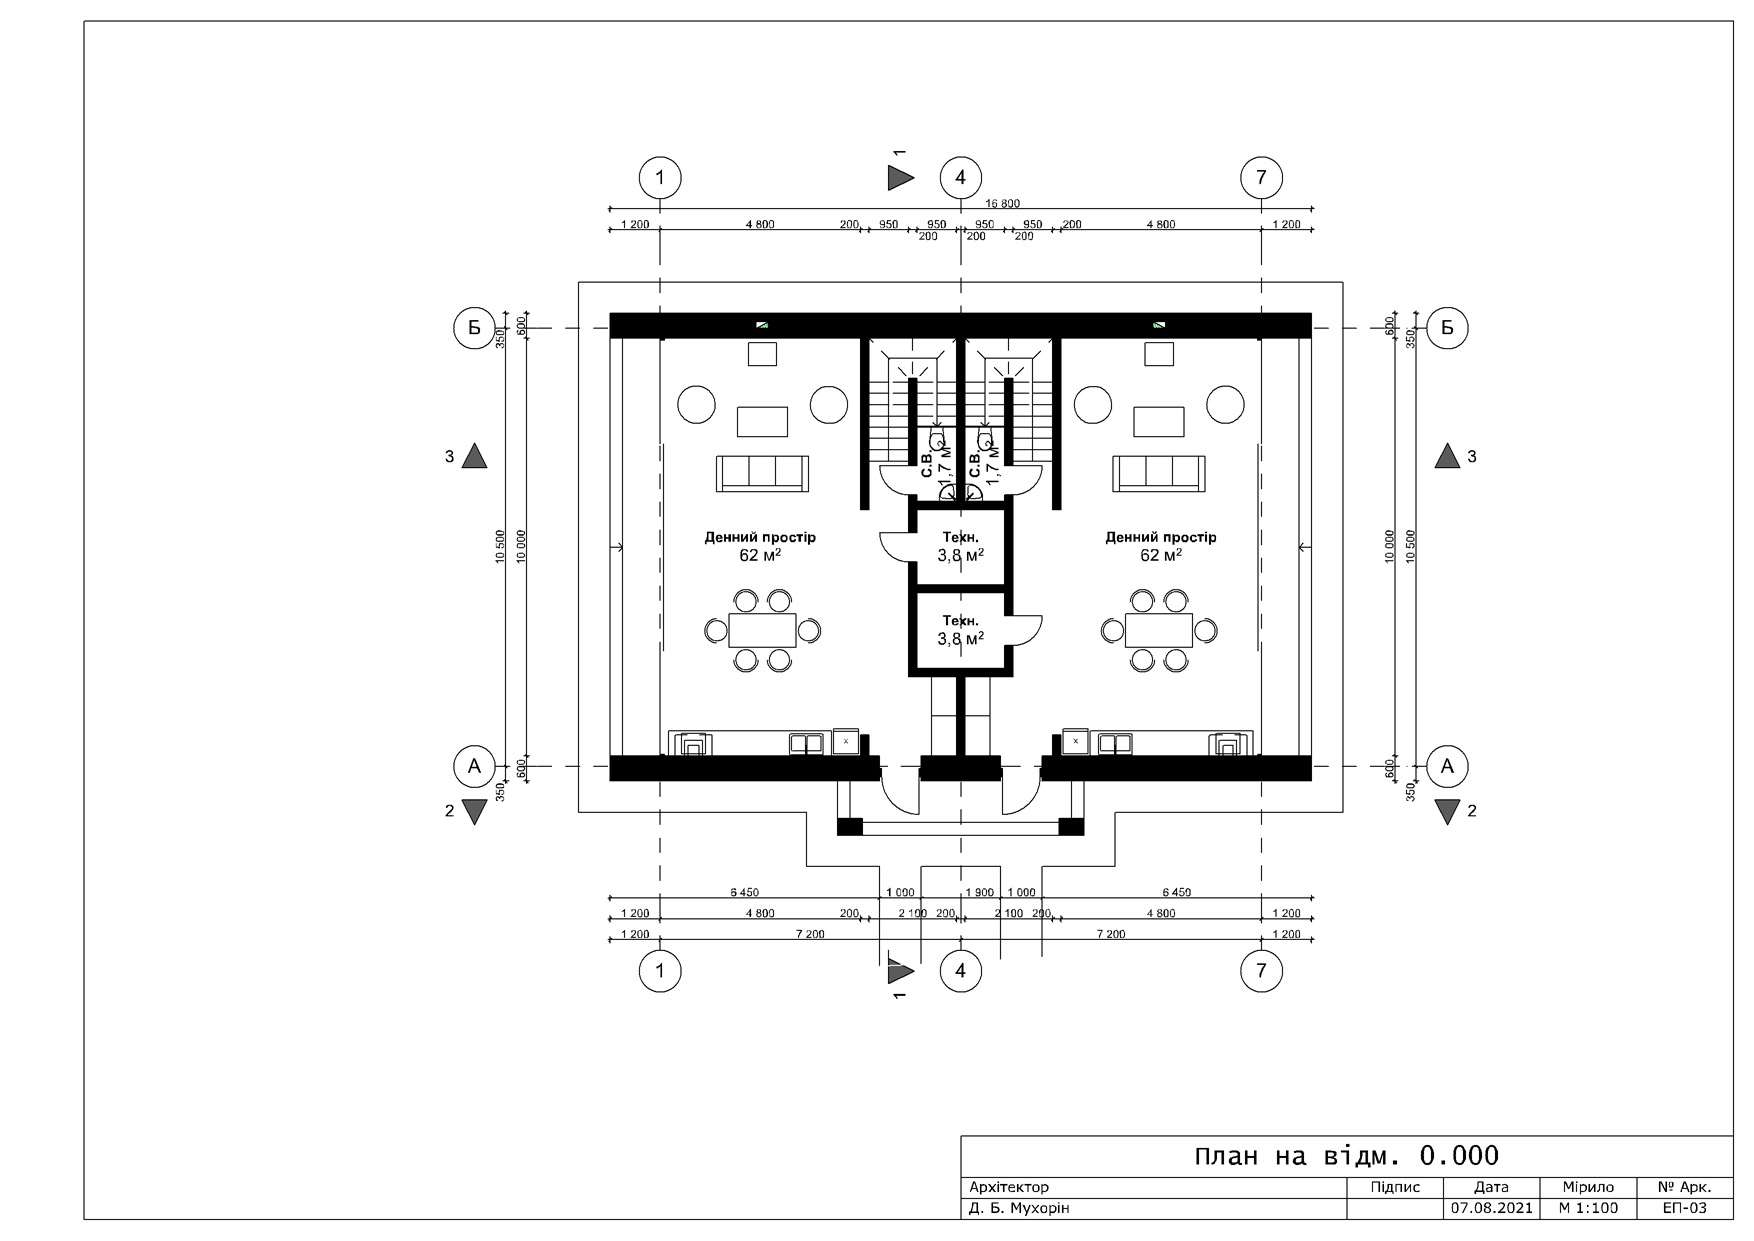 1
1 4 7
16 800
1 200 4 800 200 950 950 950 950 200 4 800 1 200
200 200 200
Б 350 600 600 350 Б
3 3
С.В. 1,7 м² С.В. 1,7 м²
10 500 10 000 10 000 10 500
Денний простір Техн. Денний простір
62 м² 3,8 м² 62 м²
Техн.
3,8 м²
x x
А 600 600 А
350 350
2 2
6 450 1 000 1 900 1 000 6 450
1 200 4 800 200 2 100 200 2 100 200 4 800 1 200
1 200 7 200 7 200 1 200
1 4 7
1
План на відм. 0.000
Архітектор Підпис Дата Мірило № Арк.
Д. Б. Мухорін 07.08.2021 М 1:100 ЕП-03